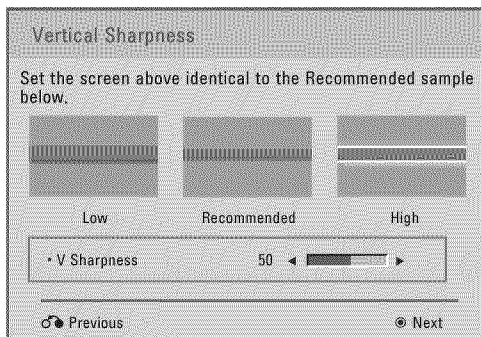 Vertical Sharpness
Set the screen above identical to the Recommended sample
below.
Low Recommended High
• V Sharpness 50
Previous Next